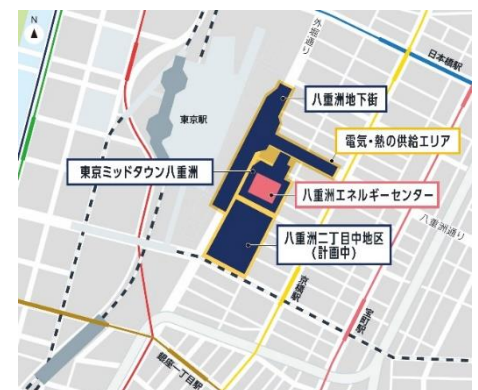 N
外堀通り
日本橋駅
八重洲地下街
東京駅
電気・熱の供給エリア
東京ミッドタウン八重洲
八重洲エネルギーセンター
八重洲通り
八重洲二丁目中地区
(計画中)
京橋駅
宝町駅
銀座一丁目駅